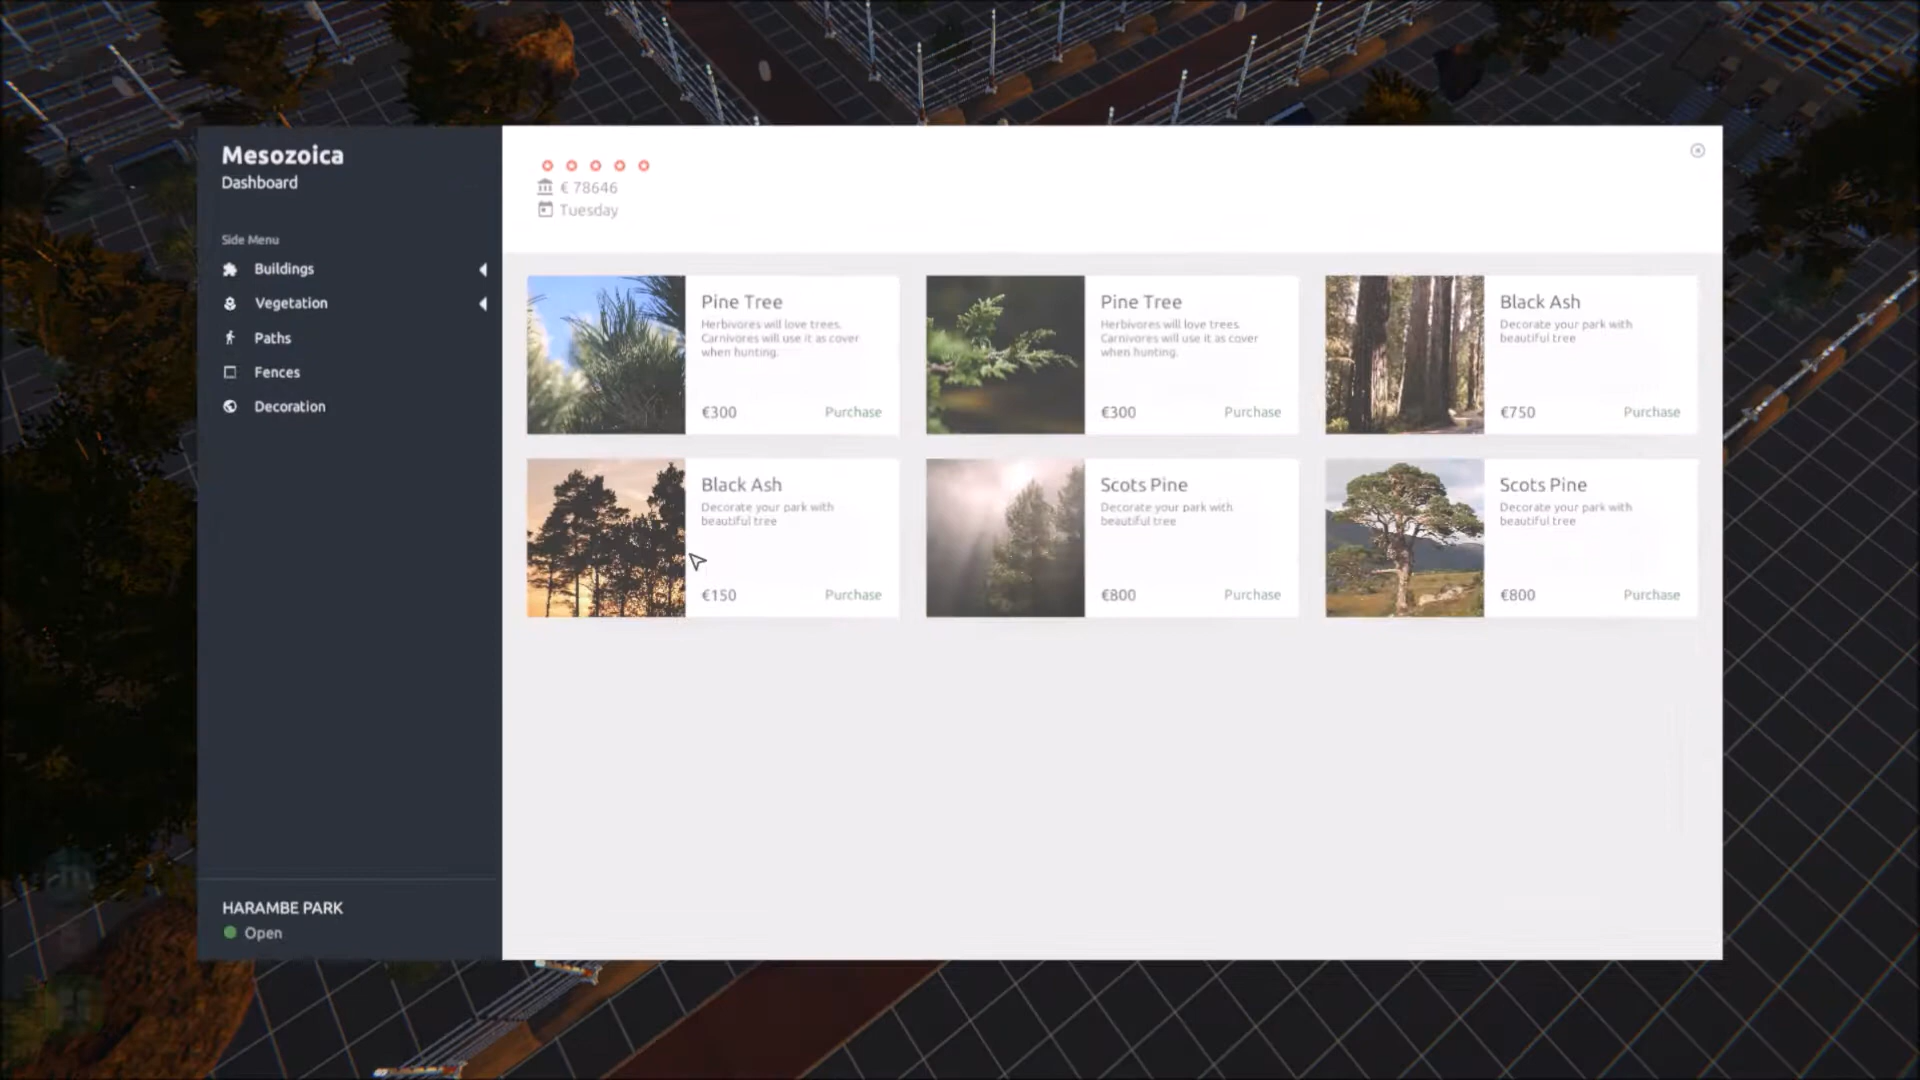 Mesozoica
Dashboard
Side Menu
Buildings
Vegetation
Paths
Fences
Decoration
HARAMBE PARK
Open
€ 78646
Tuesday
Pine Tree
Herbivores will love trees.
Carnivores will use it as cover
when hunting.
€300 Purchase
Pine Tree
Herbivores will love trees.
Carnivores will use it as cover
when hunting.
€300 Purchase
Black Ash
Decorate your park with
beautiful tree
€750 Purchase
Black Ash
Decorate your park with
beautiful tree
€150 Purchase
Scots Pine
Decorate your park with
beautiful tree
€800 Purchase
Scots Pine
Decorate your park with
beautiful tree
€800 Purchase